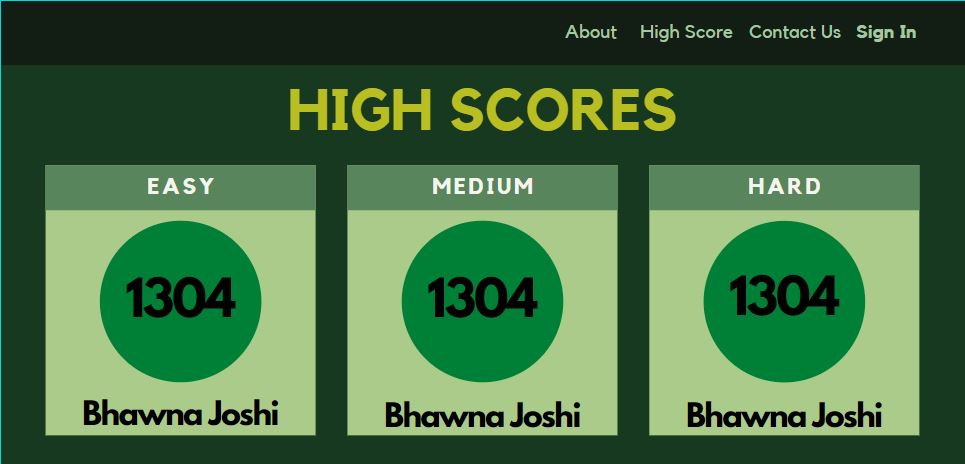 About High Score Contact Us Sign In
HIGH SCORES
EASY MEDIUM HARD
1304 1304 1304
Bhawna Joshi Bhawna Joshi Bhawna Joshi